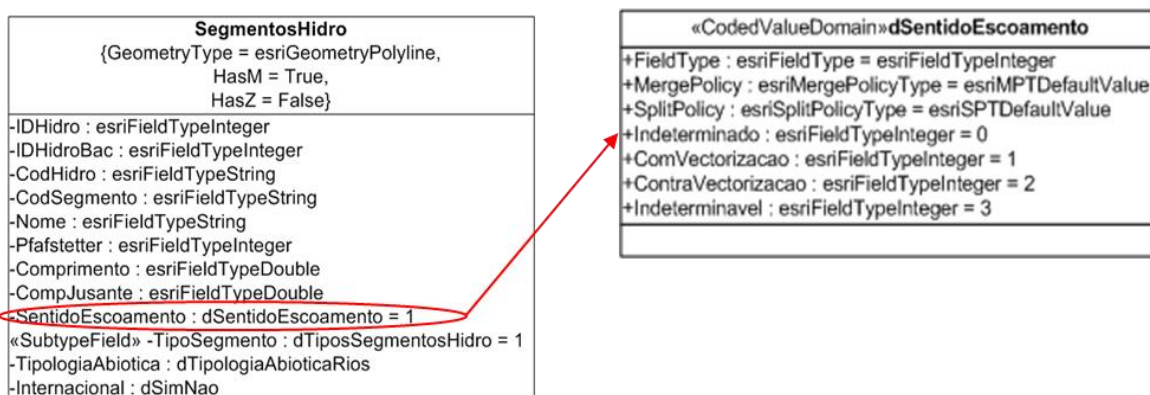 SegmentosHidro
{GeometryType = esriGeometryPolyline,
HasM = True,
HasZ = False}
-IDHidro : esriFieldTypeInteger
-IDHidroBac : esriFieldTypeInteger
-CodHidro : esriFieldTypeString
-CodSegmento : esriFieldTypeString
-Nome : esriFieldTypeString
-Pfafstetter : esriFieldTypeInteger
-Comprimento : esriFieldTypeDouble
-CompJusante : esriFieldTypeDouble
-SentidoEscoamento : dSentidoEscoamento = 1
«SubtypeField» -TipoSegmento : dTiposSegmentosHidro = 1
-TipologiaAbiotica : dTipologiaAbioticaRios
-Internacional : dSimNao
«CodedValueDomain»dSentidoEscoamento
+FieldType : esriFieldType = esriFieldTypeInteger
+MergePolicy : esriMergePolicyType = esriMPTDefaultValue
+SplitPolicy : esriSplitPolicyType = esriSPTDefaultValue
+Indeterminado : esriFieldTypeInteger = 0
+ComVectorizacao : esriFieldTypeInteger = 1
+ContraVectorizacao : esriFieldTypeInteger = 2
+Indeterminavel : esriFieldTypeInteger = 3